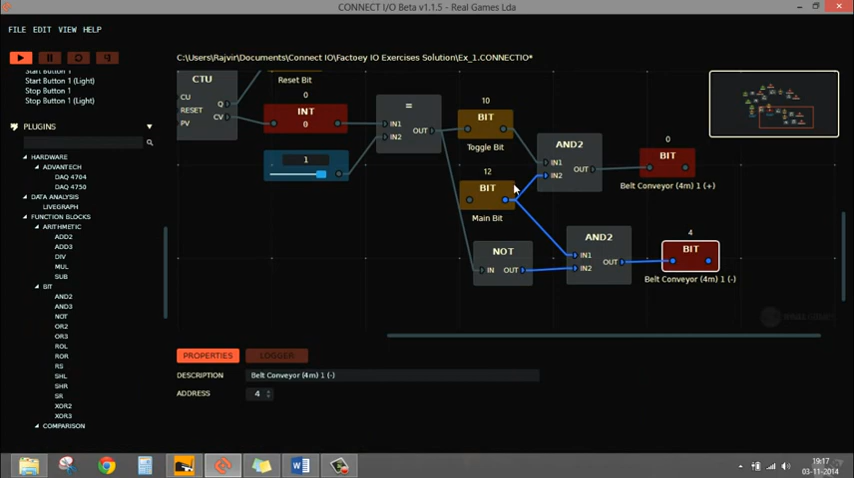 CONNECT I/O Beta v1.1.5 - Real Games Lda
FILE EDIT VIEW HELP
C:\Users\Rajvir\Documents\Connect IO\Factoey IO Exercises Solution\Ex_1.CONNECTIO*
Start Button 1
Start Button 1 (Light)
Stop Button 1
Stop Button 1 (Light)
PLUGINS
HARDWARE
ADVANTECH
DAQ 4704
DAQ 4750
DATA ANALYSIS
LIVEGRAPH
FUNCTION BLOCKS
ARITHMETIC
ADD2
ADD3
DIV
MUL
SUB
BIT
AND2
AND3
NOT
OR2
OR3
ROL
ROR
RS
SHL
SHR
SR
XOR2
XOR3
COMPARISON
CTU
CU
RESET
PV
Q
CV
Reset Bit
0
INT
0
1
=
IN1
IN2
OUT
10
BIT
Toggle Bit
12
BIT
Main Bit
AND2
IN1
IN2
OUT
0
BIT
Belt Conveyor (4m) 1 (+)
NOT
IN OUT
AND2
IN1
IN2
OUT
4
BIT
Belt Conveyor (4m) 1 (-)
PROPERTIES LOGGER
DESCRIPTION Belt Conveyor (4m) 1 (-)
ADDRESS 4
19:17
03-11-2014